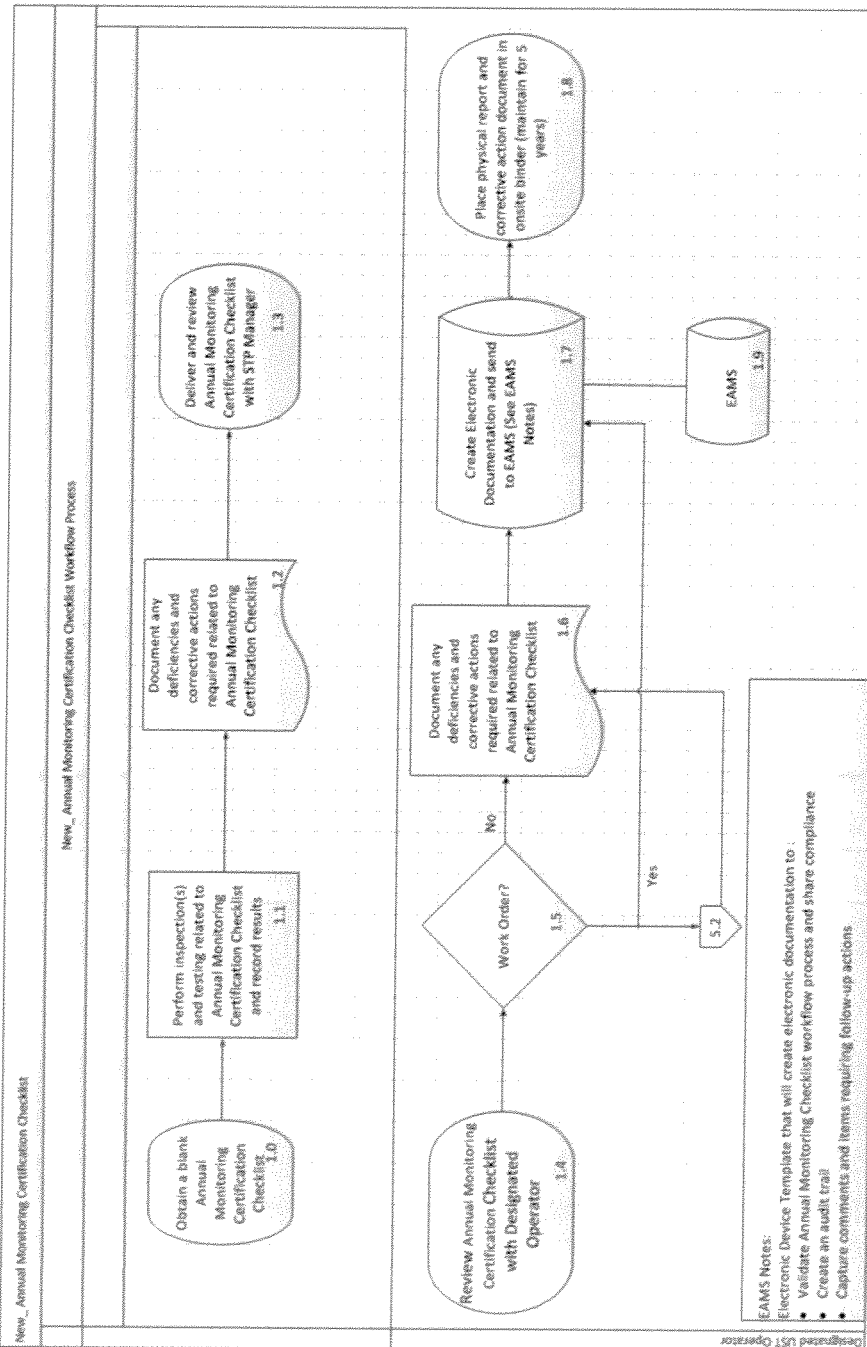 New_ Annual Monitoring Certification Checklist
New_ Annual Monitoring Certification Checklist Workflow Process
Obtain a blank
Annual
Monitoring
Certification
Checklist
1.0
Perform inspection(s)
and testing related to
Annual Monitoring
Certification Checklist
and record results
1.1
Document any
deficiencies and
corrective actions
required related to
Annual Monitoring
Certification Checklist
1.2
Deliver and review
Annual Monitoring
Certification Checklist
with STP Manager
1.3
Review Annual Monitoring
Certification Checklist
with Designated
Operator
1.4
Work Order?
1.5
No
Yes
5.2
Document any
deficiencies and
corrective actions
required related to
Annual Monitoring
Certification Checklist
1.6
Create Electronic
Documentation and send
to EAMS (See EAMS
Notes)
1.7
Place physical report and
corrective action document in
onsite binder (maintain for 5
years)
1.8
EAMS
1.9
EAMS Notes:
Electronic Device Template that will create electronic documentation to :
• Validate Annual Monitoring Checklist workflow process and share compliance
• Create an audit trail
• Capture comments and items requiring follow-up actions
Designated UST
Operator